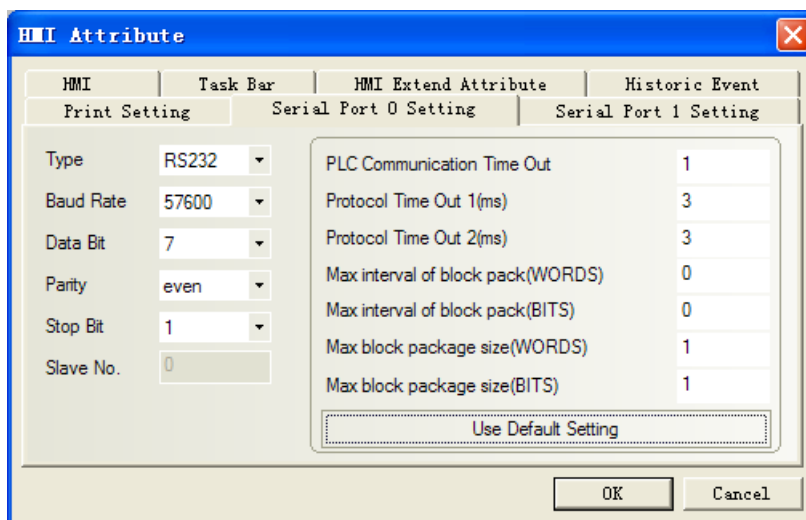 HMI Attribute
HMI Task Bar HMI Extend Attribute Historic Event
Print Setting Serial Port 0 Setting Serial Port 1 Setting
Type RS232
Baud Rate 57600
Data Bit 7
Parity even
Stop Bit 1
Slave No. 0
PLC Communication Time Out 1
Protocol Time Out 1(ms) 3
Protocol Time Out 2(ms) 3
Max interval of block pack(WORDS) 0
Max interval of block pack(BITS) 0
Max block package size(WORDS) 1
Max block package size(BITS) 1
Use Default Setting
OK Cancel